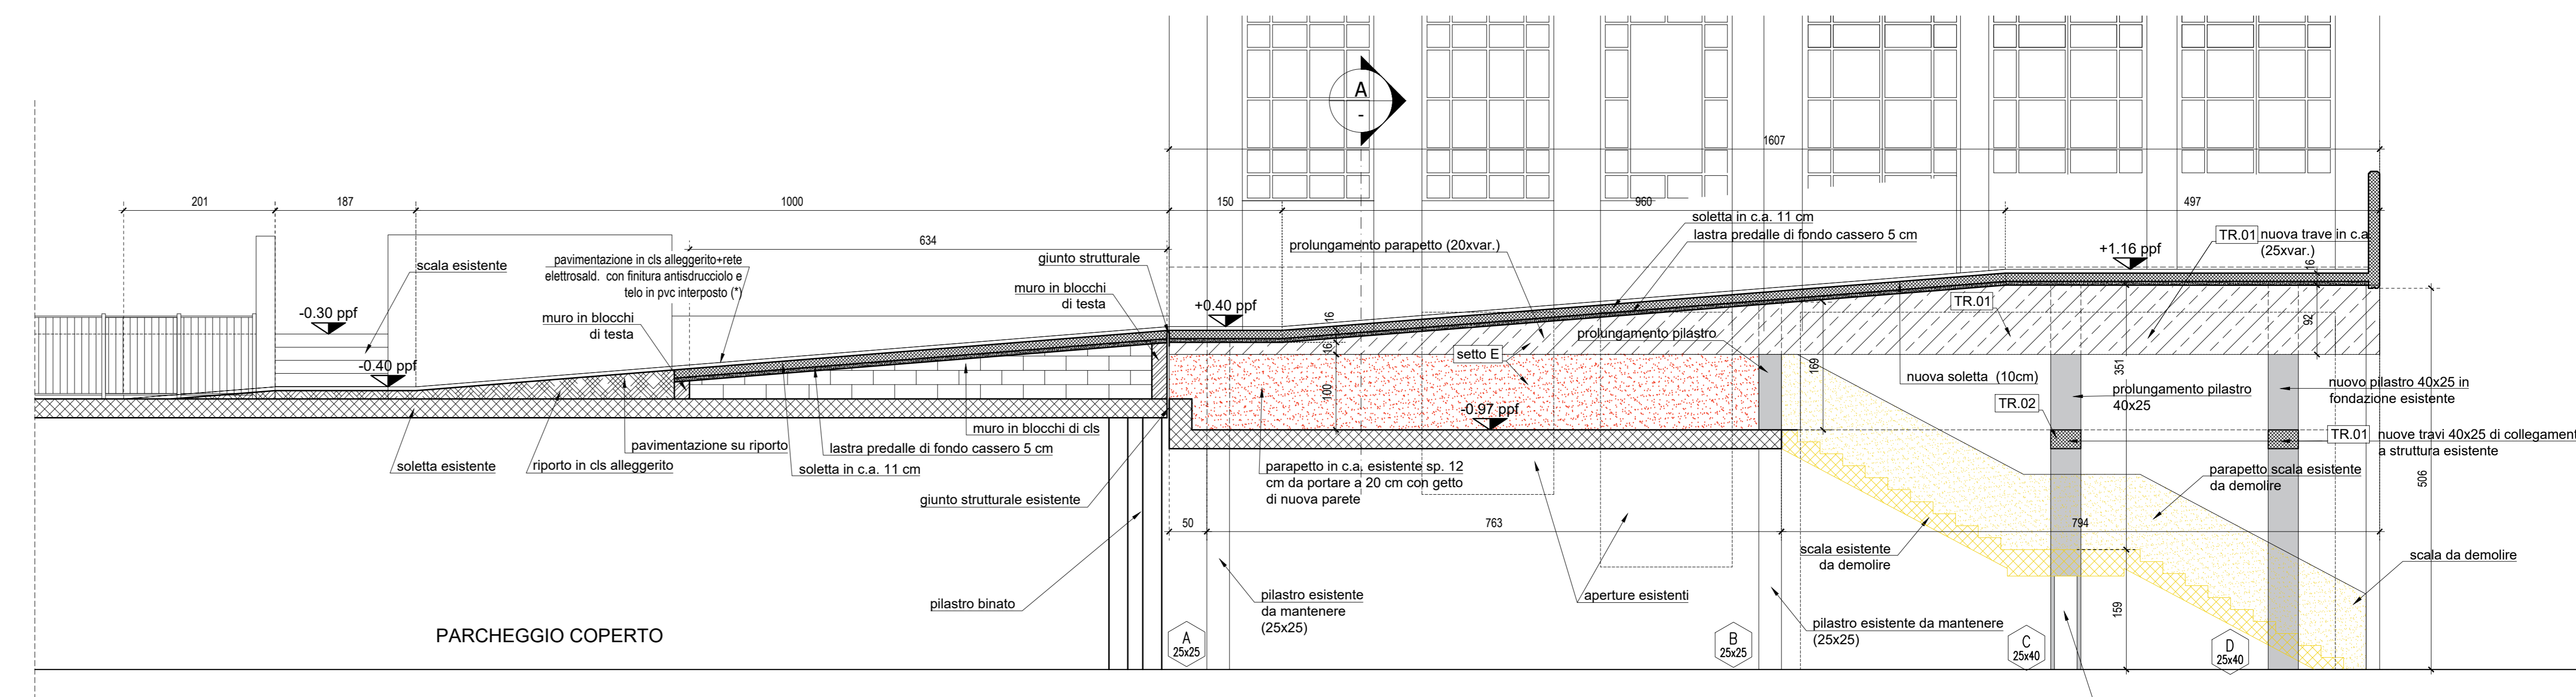 A
-
1607
201
187
1000
150
960
497
634
scala esistente
pavimentazione in cls alleggerito+rete
elettrosald. con finitura antisdrucciolo e
telo in pvc interposto (*)
giunto strutturale
muro in blocchi
di testa
muro in blocchi
di testa
-0.30 ppf
-0.40 ppf
+0.40 ppf
prolungamento parapetto (20xvar.)
soletta in c.a. 11 cm
lastra predalle di fondo cassero 5 cm
+1.16 ppf
TR.01
nuova trave in c.a
(25xvar.)
16
TR.01
16
16
92
prolungamento pilastro
setto E
169
351
100
nuova soletta (10cm)
prolungamento pilastro
40x25
TR.02
nuovo pilastro 40x25 in
fondazione esistente
-0.97 ppf
TR.01
nuove travi 40x25 di collegament
a struttura esistente
muro in blocchi di cls
pavimentazione su riporto
lastra predalle di fondo cassero 5 cm
soletta esistente
riporto in cls alleggerito
soletta in c.a. 11 cm
parapetto in c.a. esistente sp. 12
cm da portare a 20 cm con getto
di nuova parete
parapetto scala esistente
da demolire
506
giunto strutturale esistente
50
763
794
scala esistente
da demolire
scala da demolire
pilastro binato
pilastro esistente
da mantenere
(25x25)
aperture esistenti
159
pilastro esistente da mantenere
(25x25)
PARCHEGGIO COPERTO
A
25x25
B
25x25
C
25x40
D
25x40